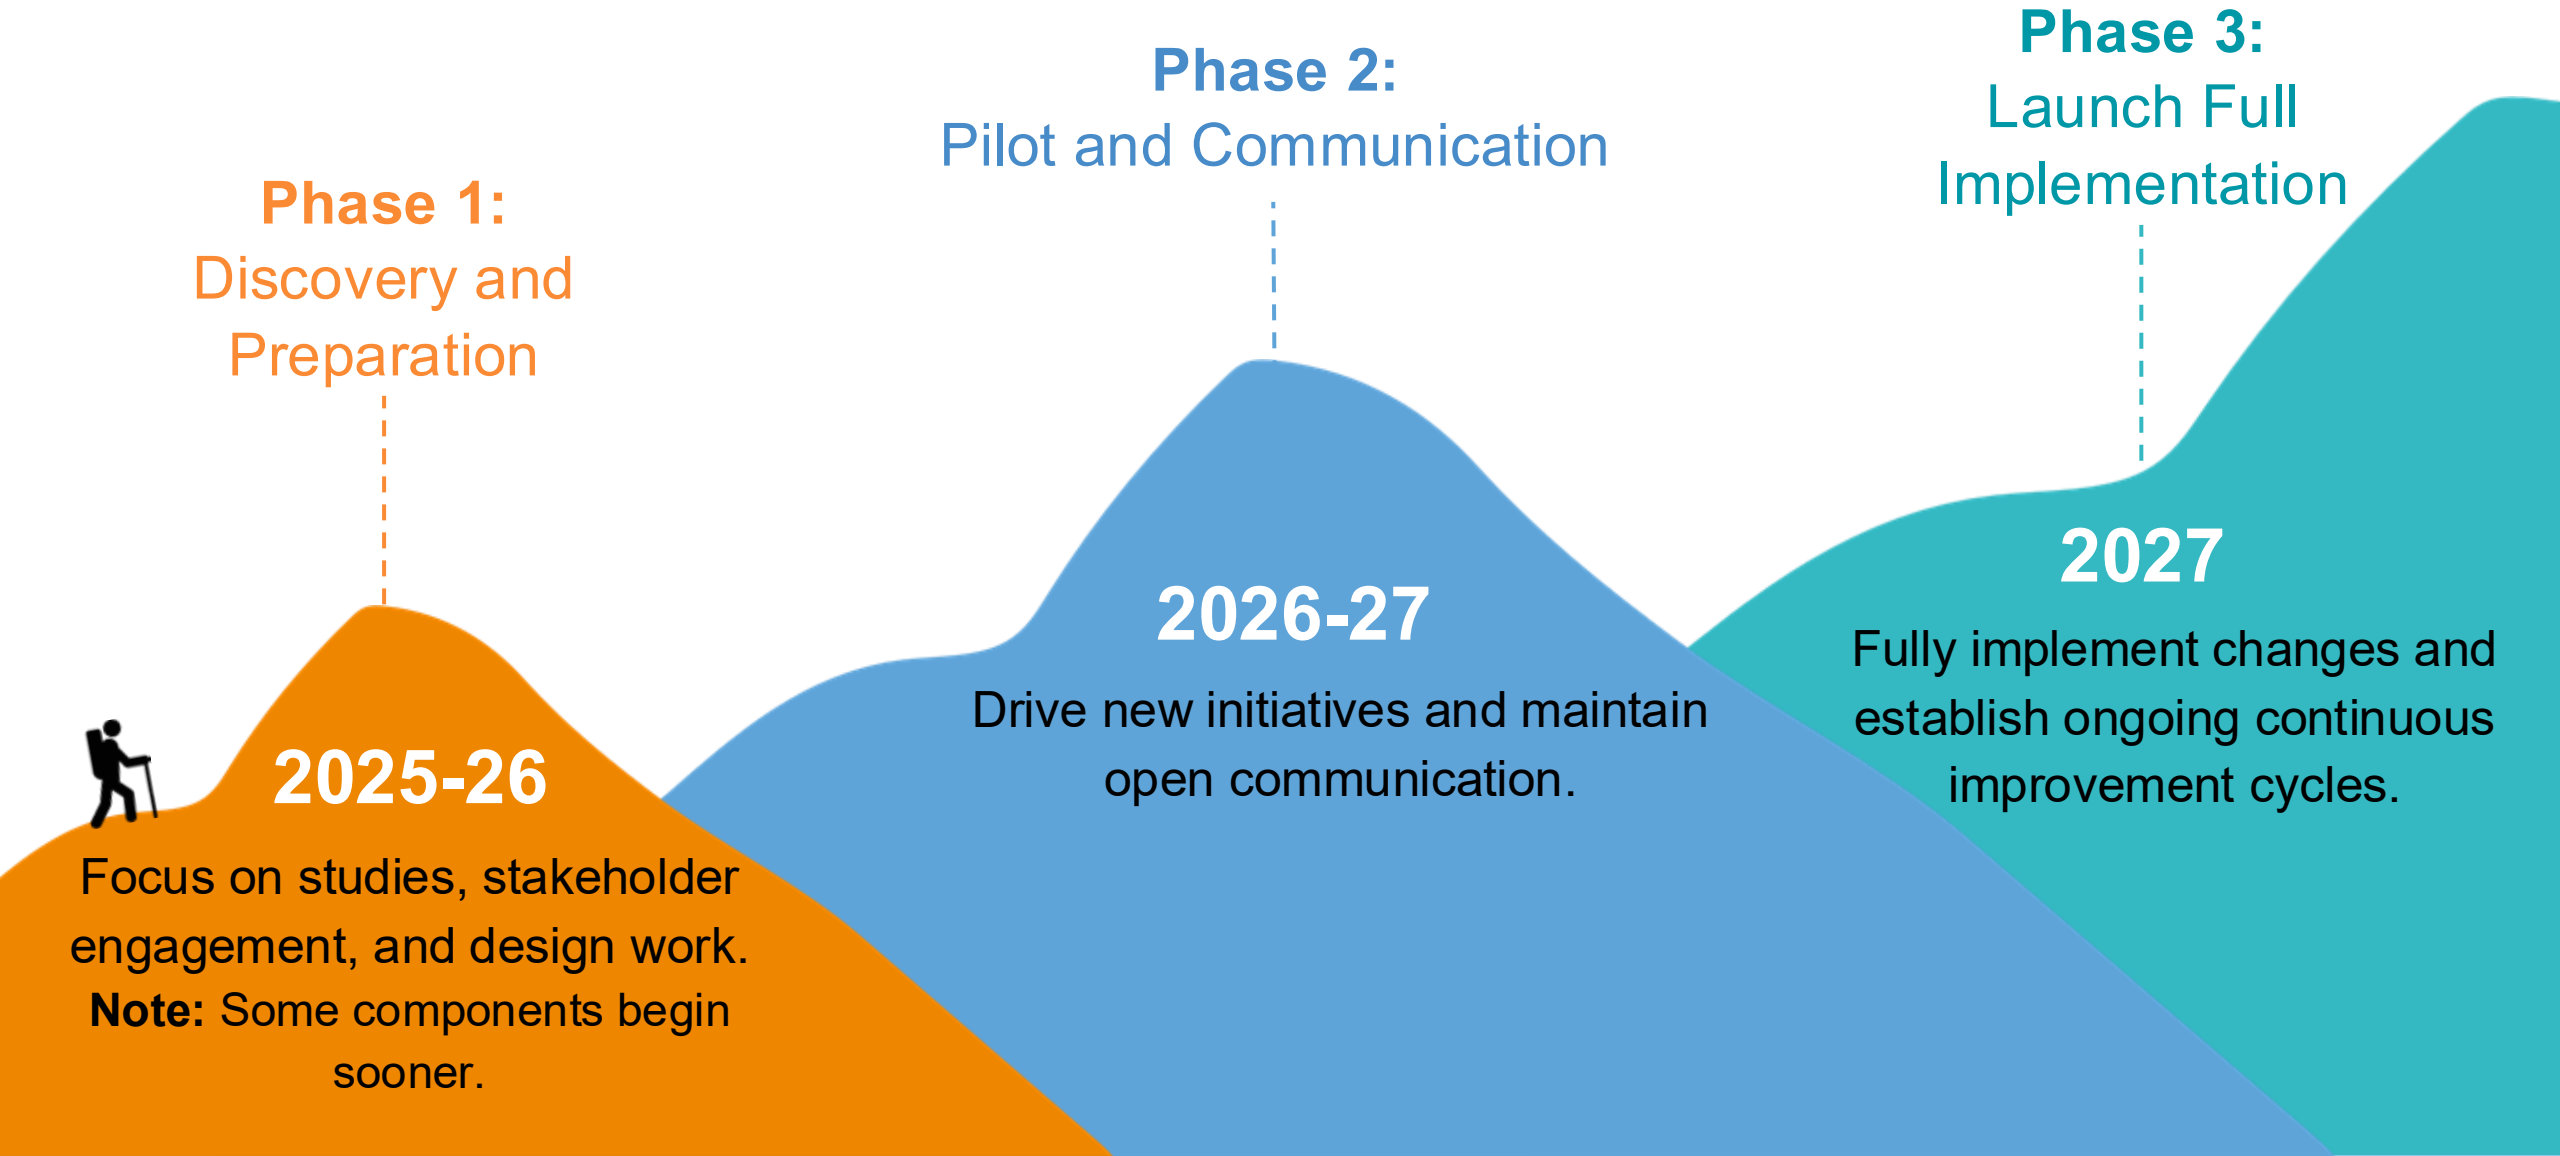 Phase 1:
Discovery and
Preparation
2025-26
Focus on studies, stakeholder
engagement, and design work.
Note: Some components begin
sooner.
Phase 2:
Pilot and Communication
2026-27
Drive new initiatives and maintain
open communication.
Phase 3:
Launch Full
Implementation
2027
Fully implement changes and
establish ongoing continuous
improvement cycles.